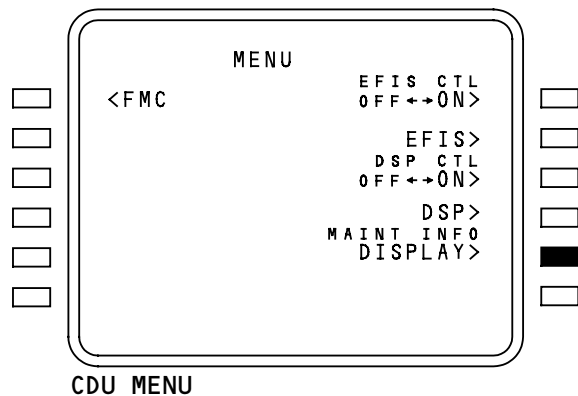 MENU
EFIS CTL
<FMC OFF←→ON>
EFIS>
DSP CTL
OFF←→ON>
DSP>
MAINT INFO
DISPLAY>
CDU MENU